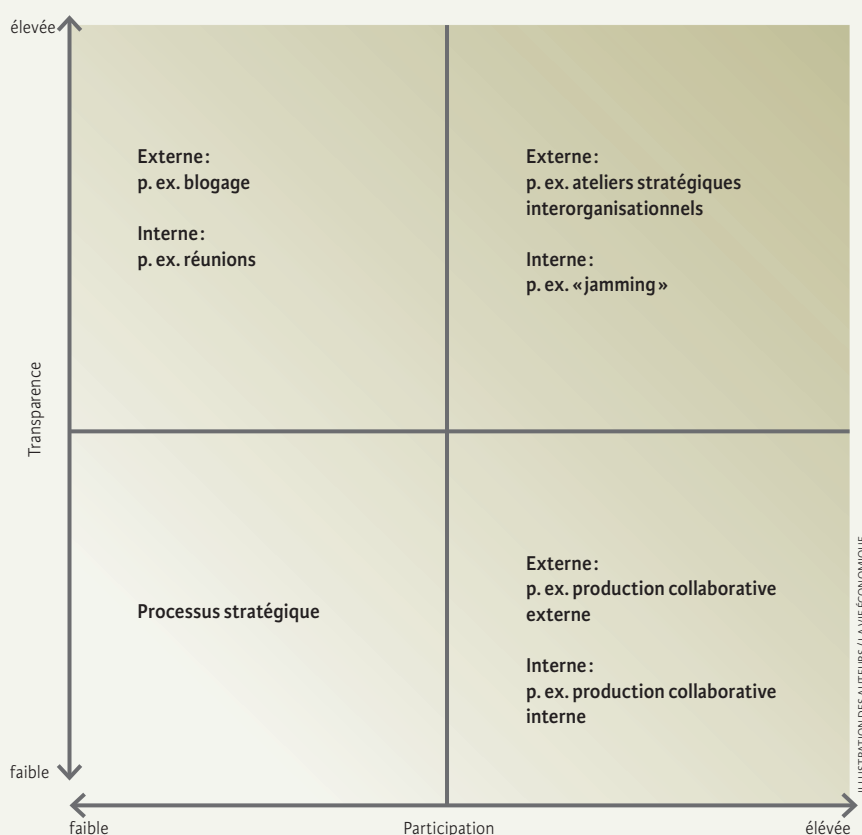 élevée
Externe:
p. ex. blogage
Interne:
p. ex. réunions
Externe:
p. ex. ateliers stratégiques
interorganisationnels
Interne:
p. ex. «jamming»
Transparence
Processus stratégique
Externe:
p. ex. production collaborative
externe
Interne:
p. ex. production collaborative
interne
faible
faible
Participation
élévée
ILLUSTRATION DES AUTEURS / LA VIE ÉCONOMIQUE